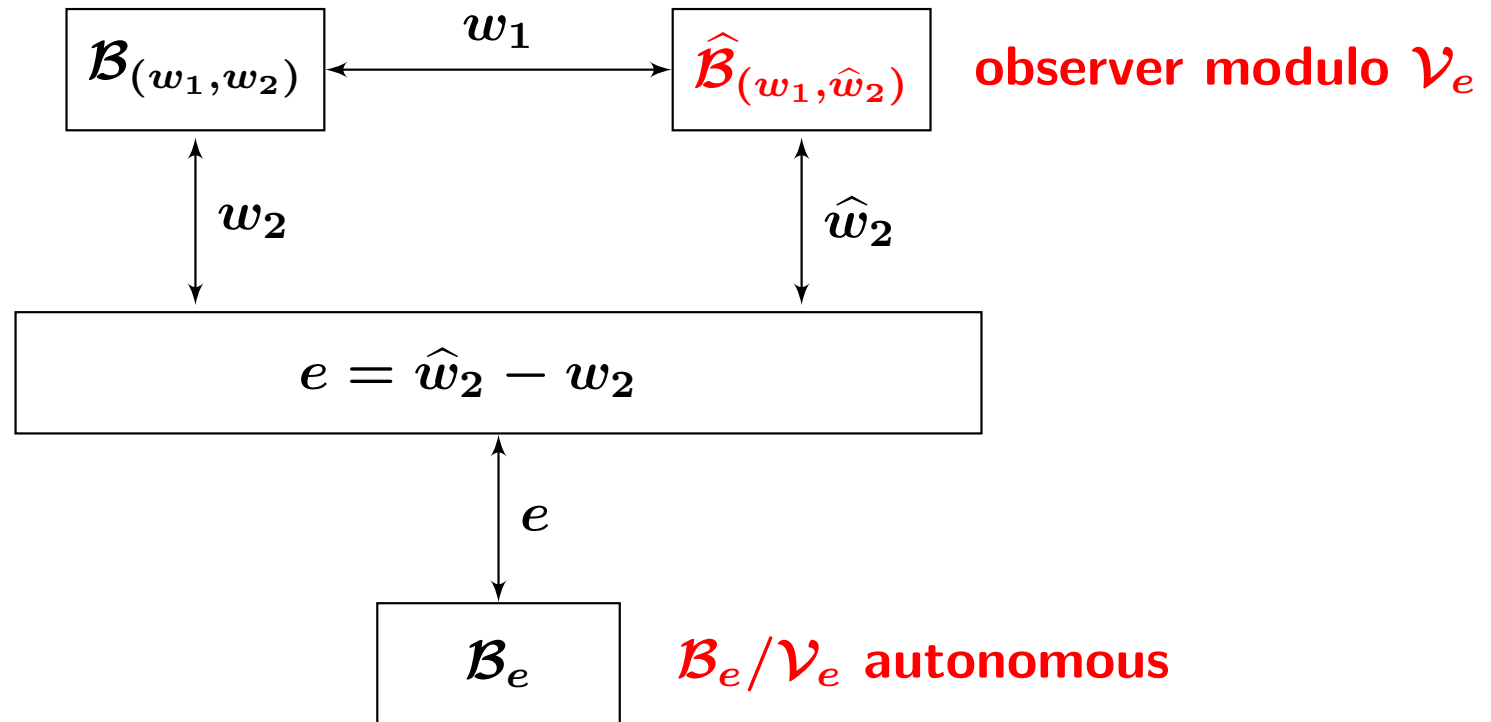 𝓑(w₁,w₂)
w₁
𝓑̂(w₁,ŵ₂)
observer modulo 𝓥ₑ
w₂
ŵ₂
e = ŵ₂ − w₂
e
𝓑ₑ
𝓑ₑ/𝓥ₑ autonomous